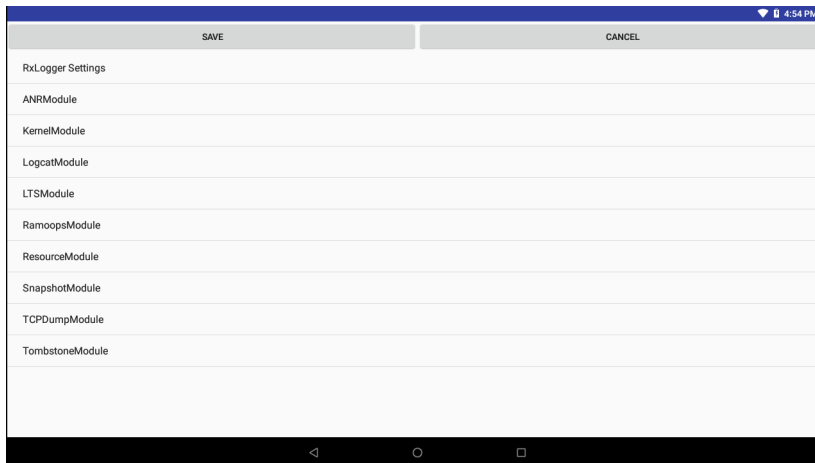 4:54 PM
SAVE
CANCEL
RxLogger Settings
ANRModule
KernelModule
LogcatModule
LTSModule
RamoopsModule
ResourceModule
SnapshotModule
TCPDumpModule
TombstoneModule